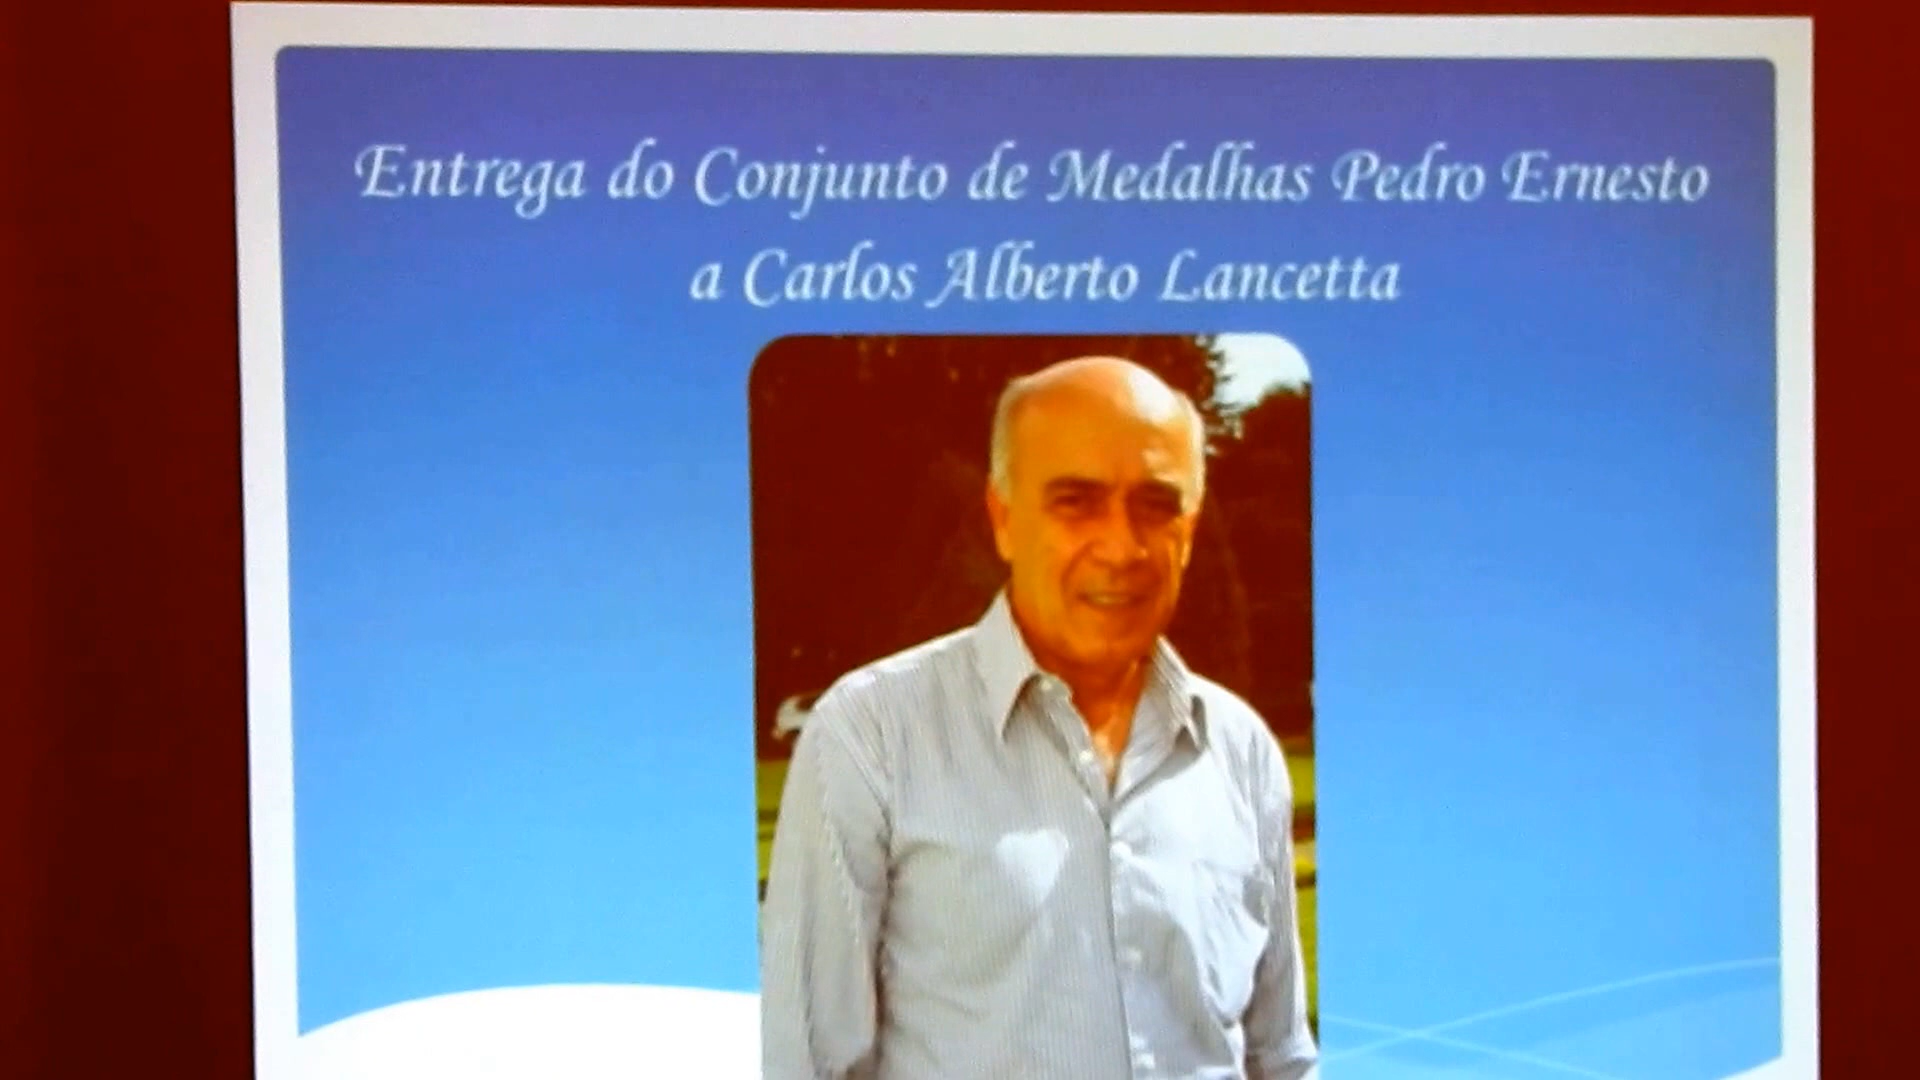 Entrega do Conjunto de Medalhas Pedro Ernesto
a Carlos Alberto Lancetta